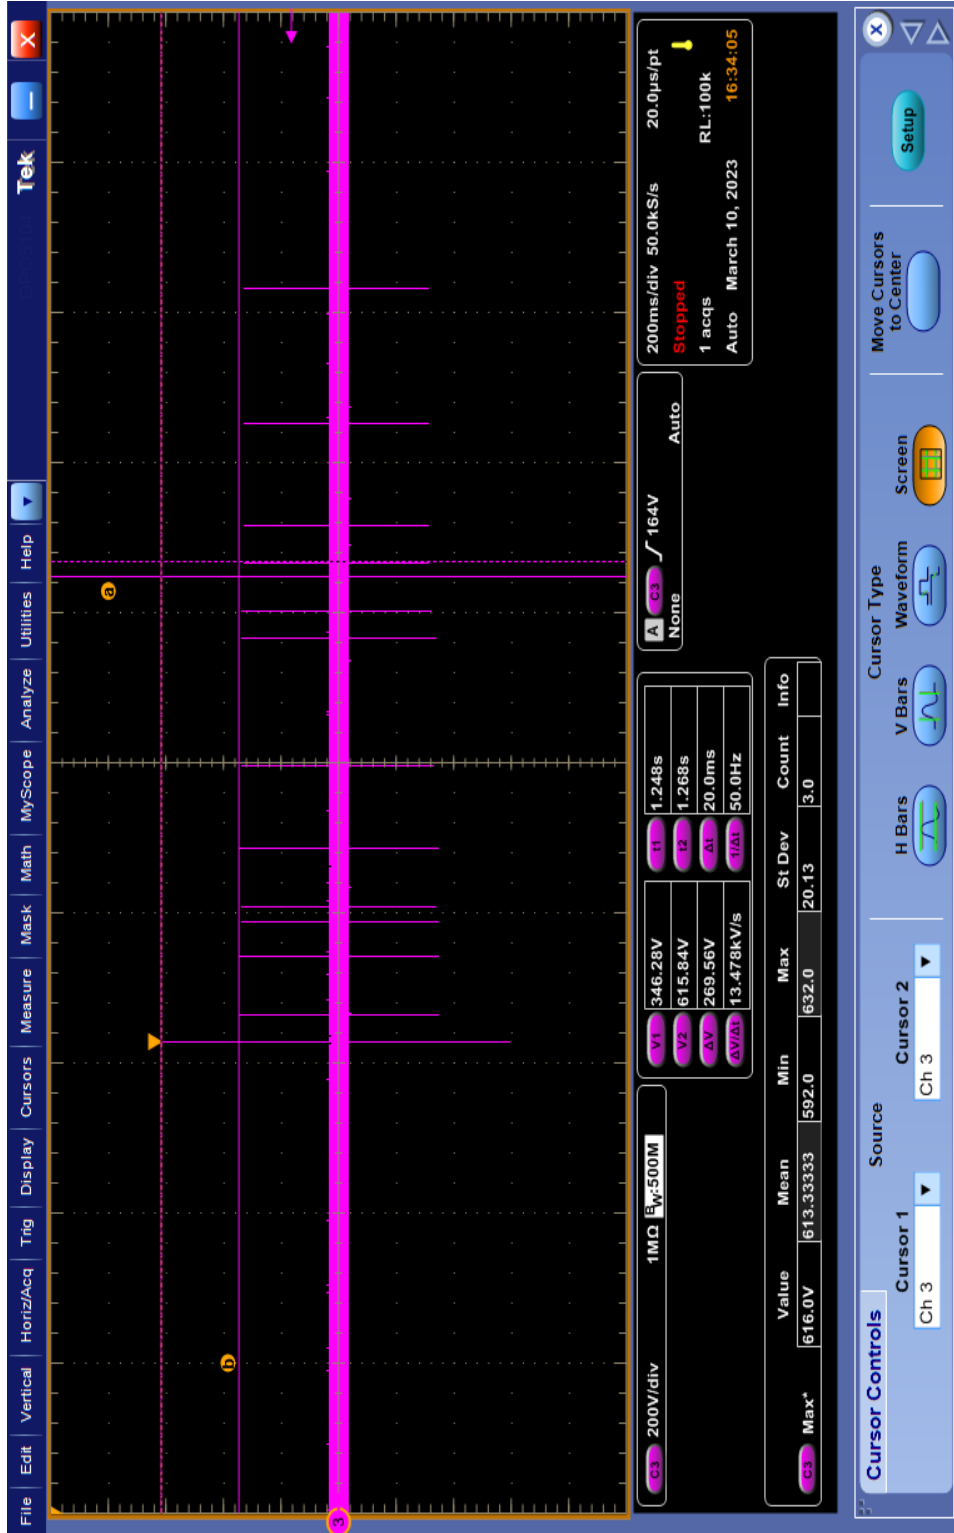 File Edit Vertical Horiz/Acq Trig Display Cursors Measure Mask Math MyScope Analyze Utilities Help Tek X
a
b
3
C3 200V/div 1MΩ BW:500M
V1 346.28V t1 1.248s
V2 615.84V t2 1.268s
ΔV 269.56V Δt 20.0ms
ΔV/Δt 13.478kV/s 1/Δt 50.0Hz
A C3 164V
None Auto
200ms/div 50.0kS/s 20.0µs/pt
Stopped
1 acqs RL:100k
Auto March 10, 2023 16:34:05
Value Mean Min Max St Dev Count Info
C3 Max* 616.0V 613.33333 592.0 632.0 20.13 3.0
Cursor Controls
Source
Cursor 1
Ch 3
Cursor 2
Ch 3
Cursor Type
H Bars
V Bars
Waveform
Screen
Move Cursors
to Center
Setup
X